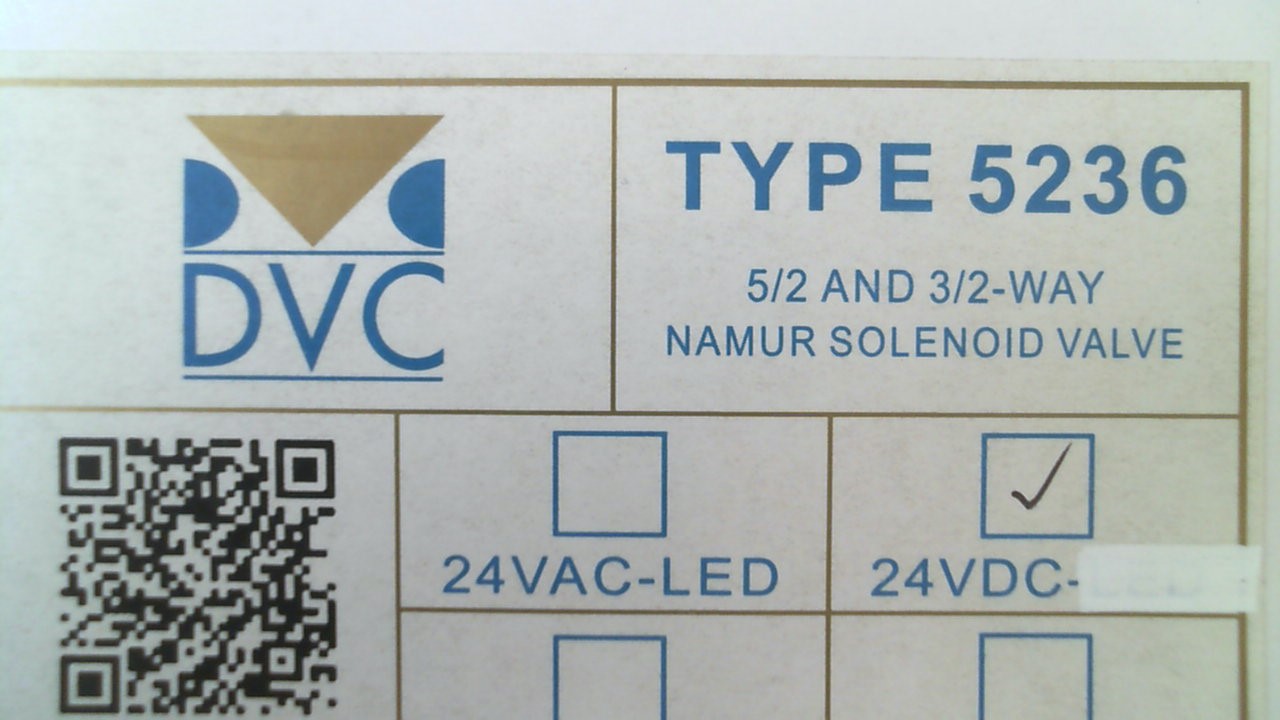 DVC
TYPE 5236
5/2 AND 3/2-WAY
NAMUR SOLENOID VALVE
24VAC-LED
24VDC-